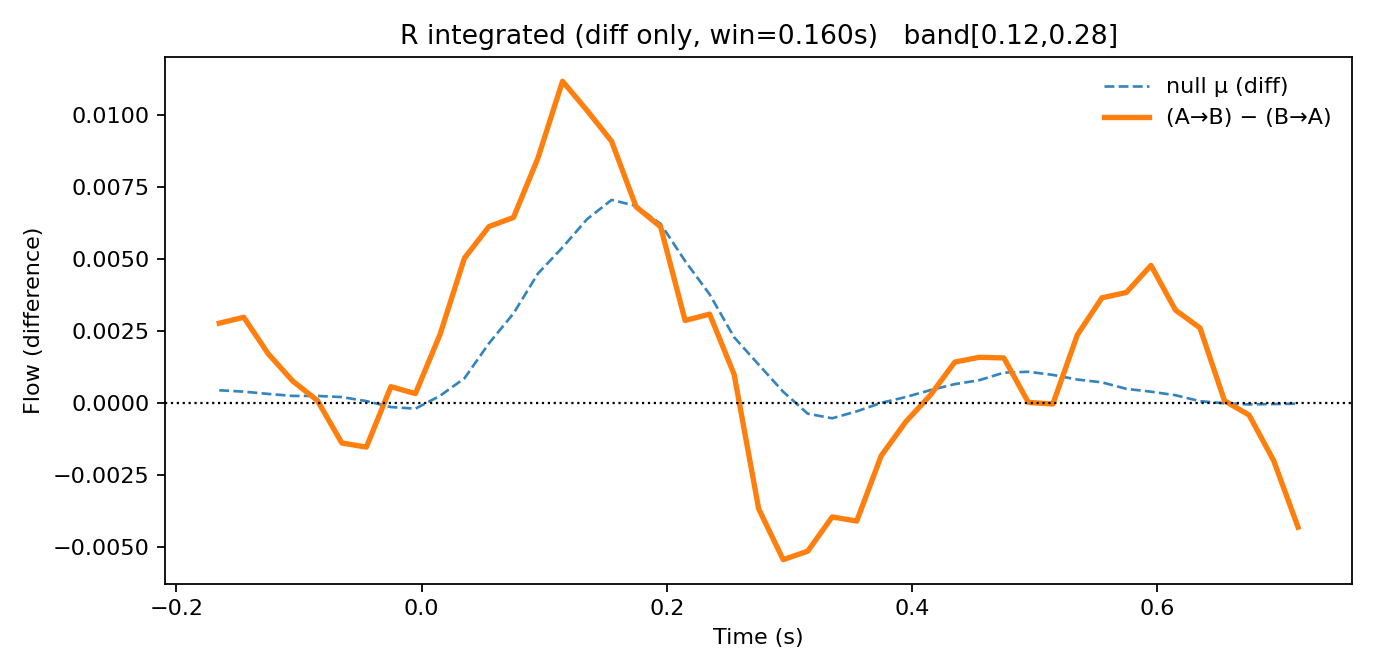 R integrated (diff only, win=0.160s)   band[0.12,0.28]
null μ (diff)
(A→B) − (B→A)
Flow (difference)
0.0100
0.0075
0.0050
0.0025
0.0000
−0.0025
−0.0050
−0.2 0.0 0.2 0.4 0.6
Time (s)